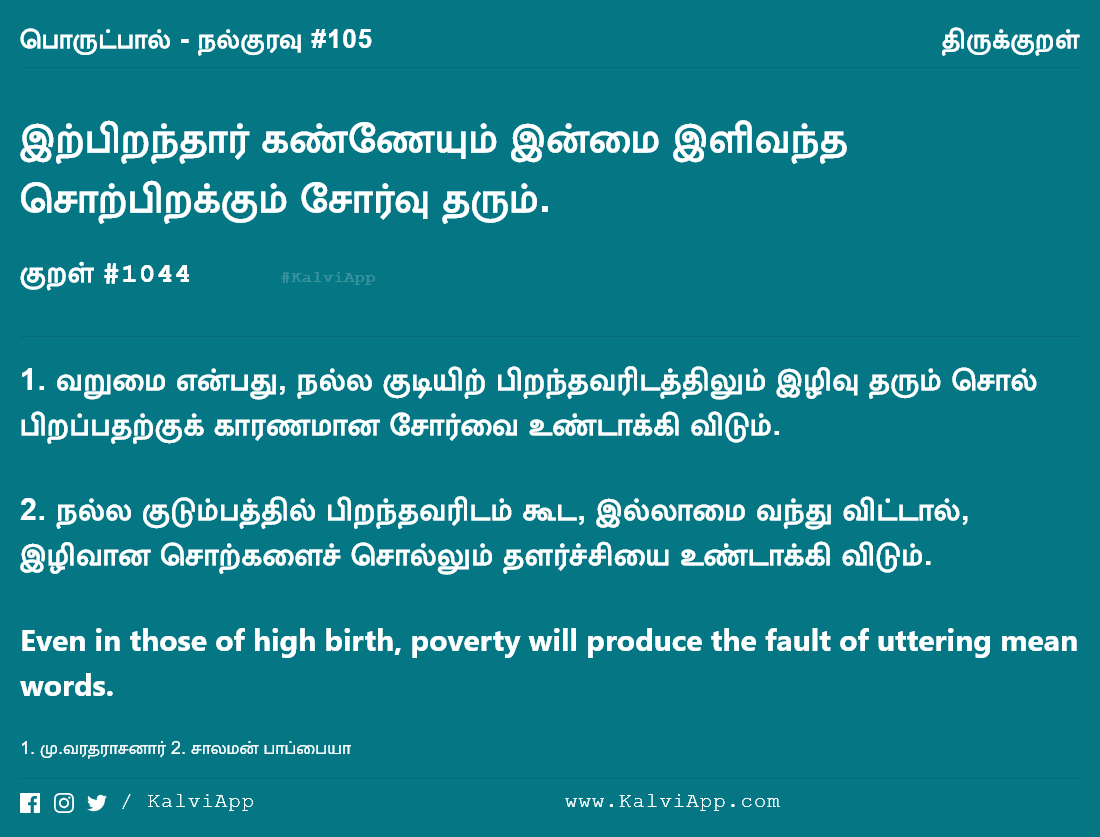 பொருட்பால் - நல்குரவு #105 திருக்குறள்
இற்பிறந்தார் கண்ணேயும் இன்மை இளிவந்த
சொற்பிறக்கும் சோர்வு தரும்.
குறள் #1044 #KalviApp
1. வறுமை என்பது, நல்ல குடியிற் பிறந்தவரிடத்திலும் இழிவு தரும் சொல்
பிறப்பதற்குக் காரணமான சோர்வை உண்டாக்கி விடும்.
2. நல்ல குடும்பத்தில் பிறந்தவரிடம் கூட, இல்லாமை வந்து விட்டால்,
இழிவான சொற்களைச் சொல்லும் தளர்ச்சியை உண்டாக்கி விடும்.
Even in those of high birth, poverty will produce the fault of uttering mean
words.
1. மு.வரதராசனார் 2. சாலமன் பாப்பையா
/ KalviApp www.KalviApp.com